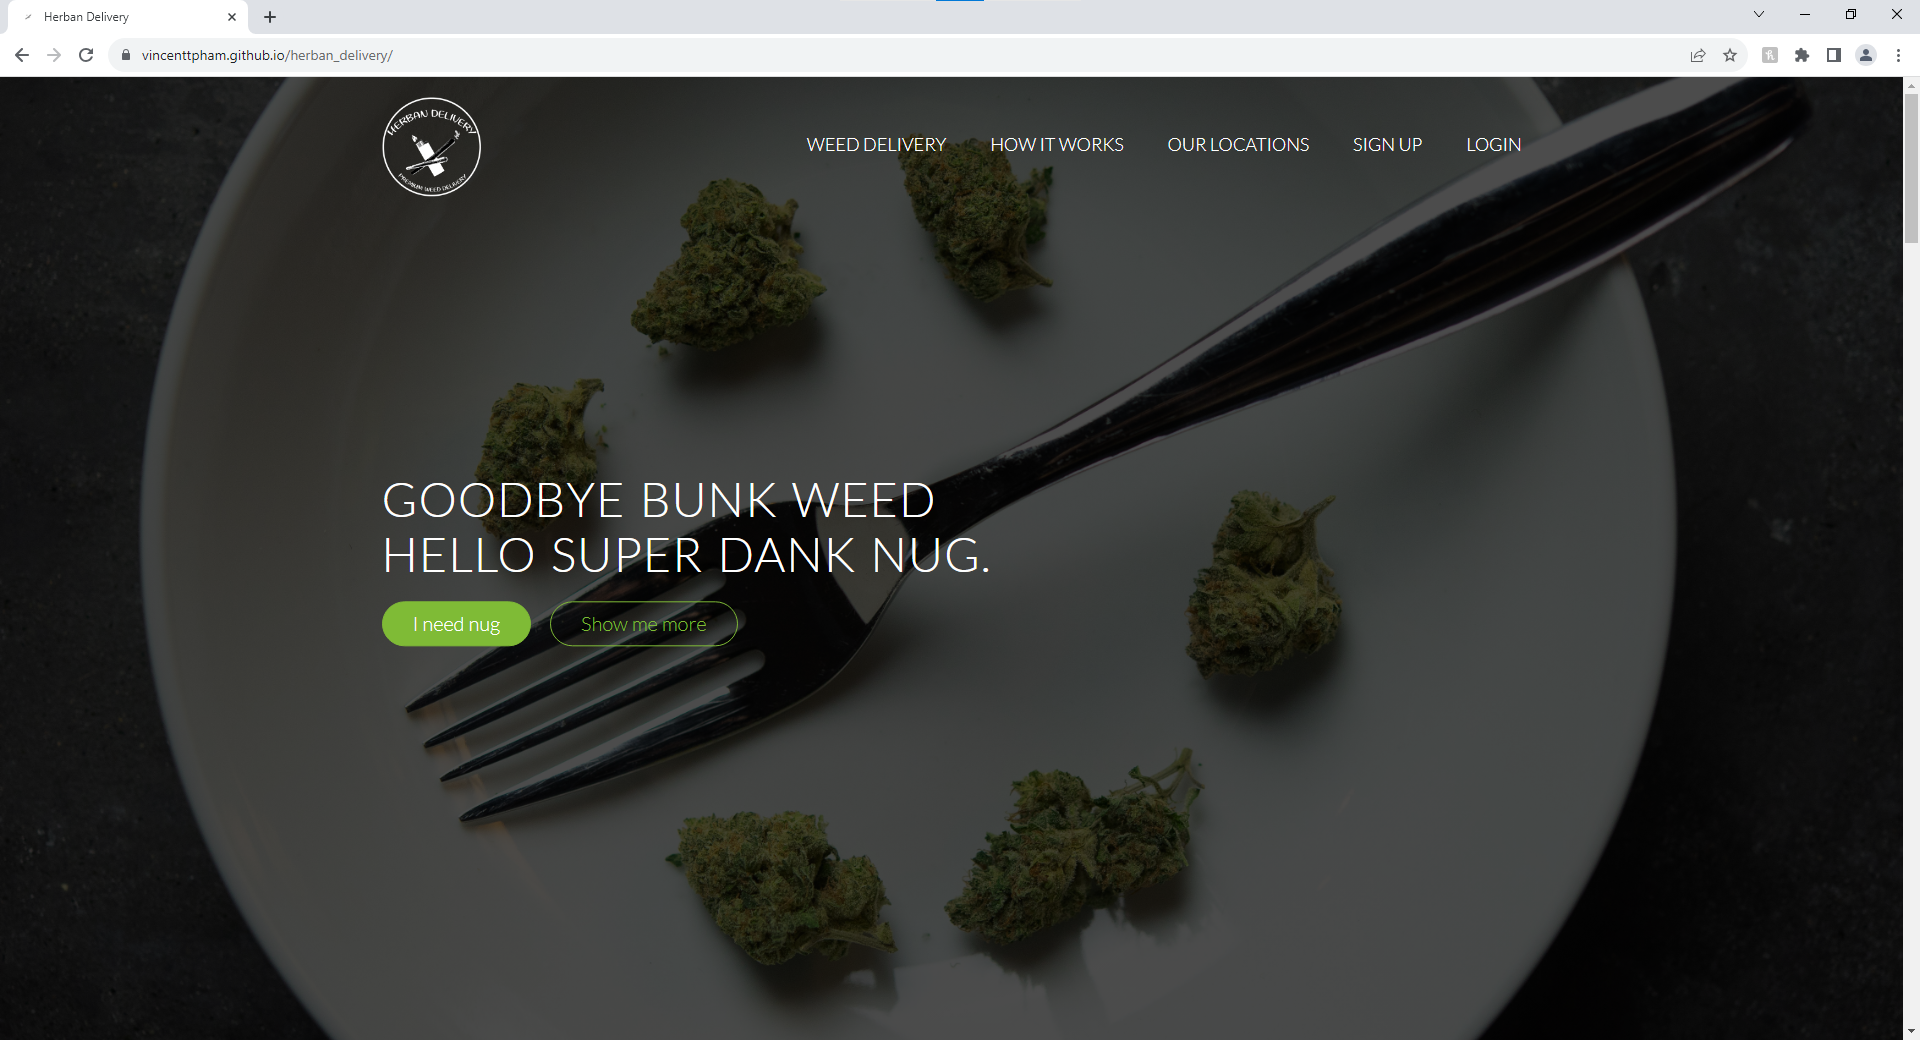 Herban Delivery
vincenttpham.github.io/herban_delivery/
HERBAN DELIVERY
PREMIUM WEED DELIVERY
WEED DELIVERY
HOW IT WORKS
OUR LOCATIONS
SIGN UP
LOGIN
GOODBYE BUNK WEED
HELLO SUPER DANK NUG.
I need nug
Show me more